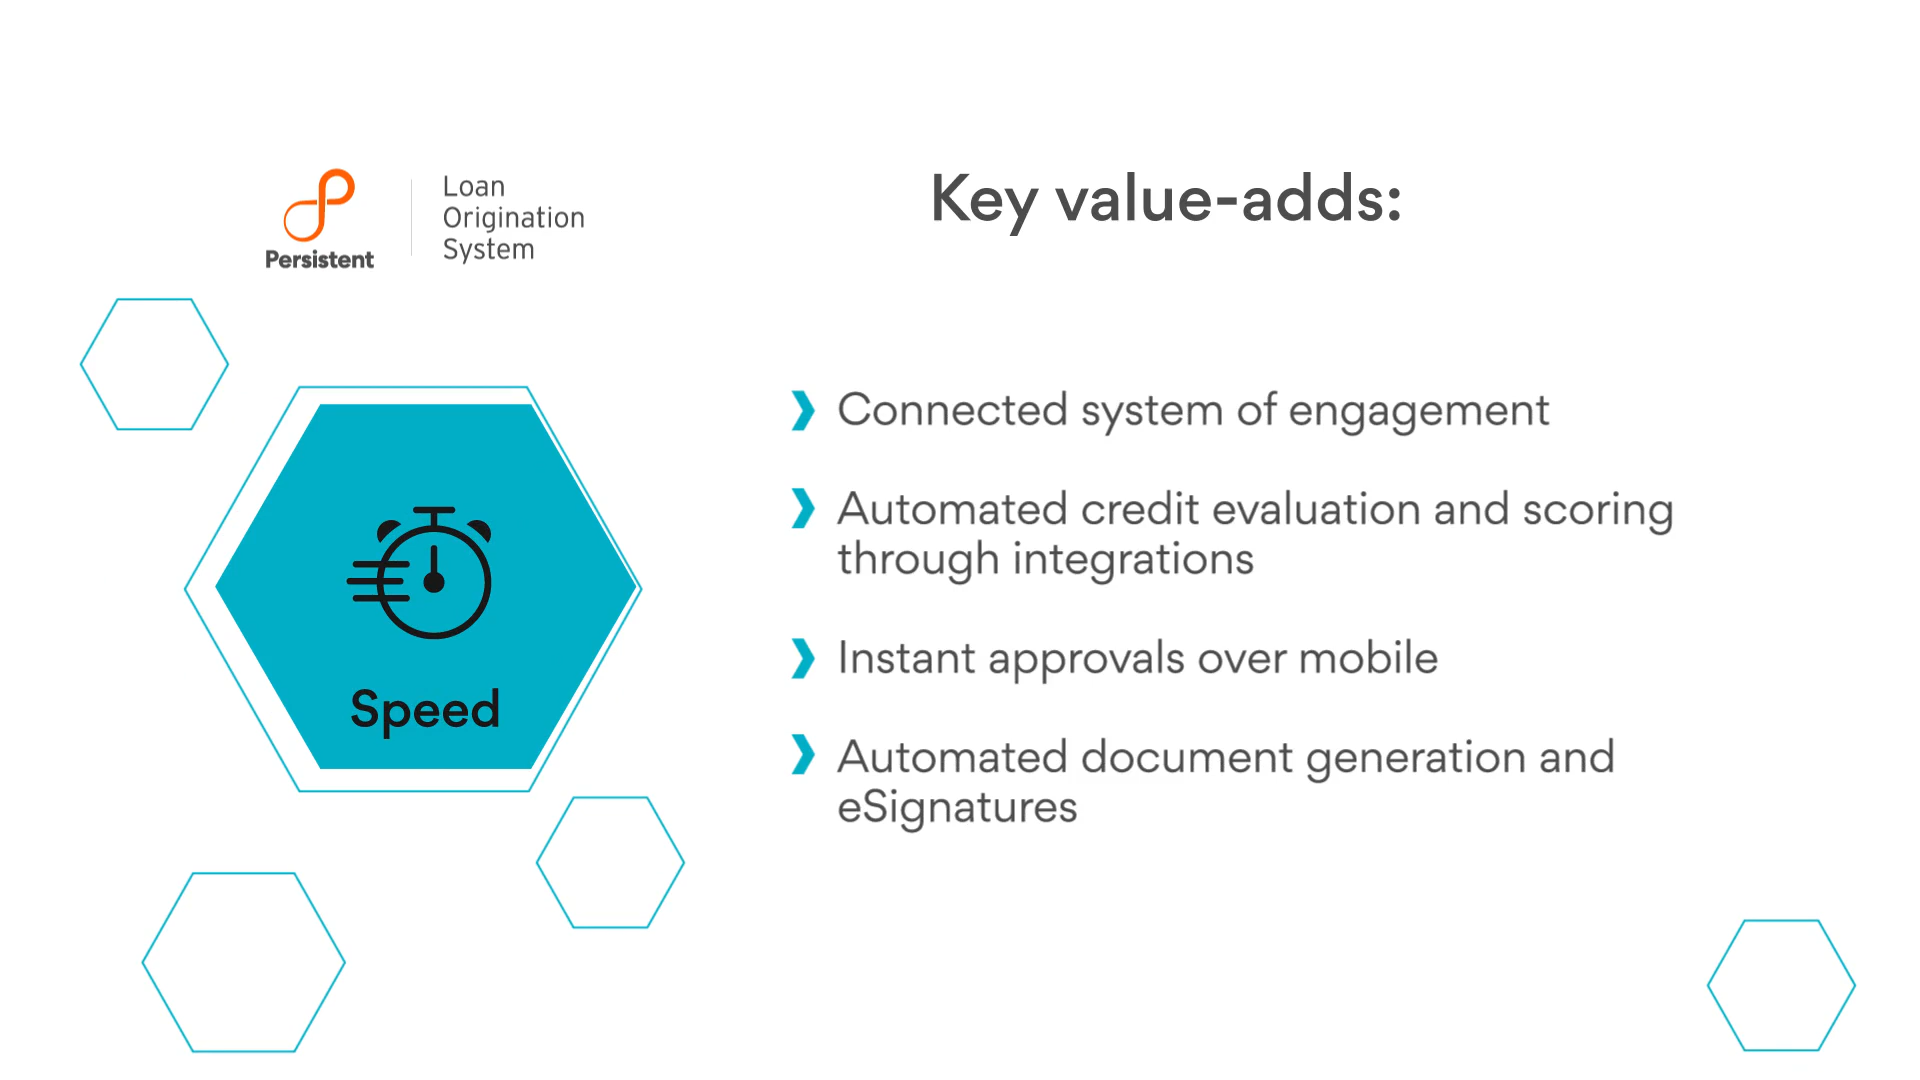 Persistent
Loan
Origination
System
Key value-adds:
Speed
Connected system of engagement
Automated credit evaluation and scoring
through integrations
Instant approvals over mobile
Automated document generation and
eSignatures